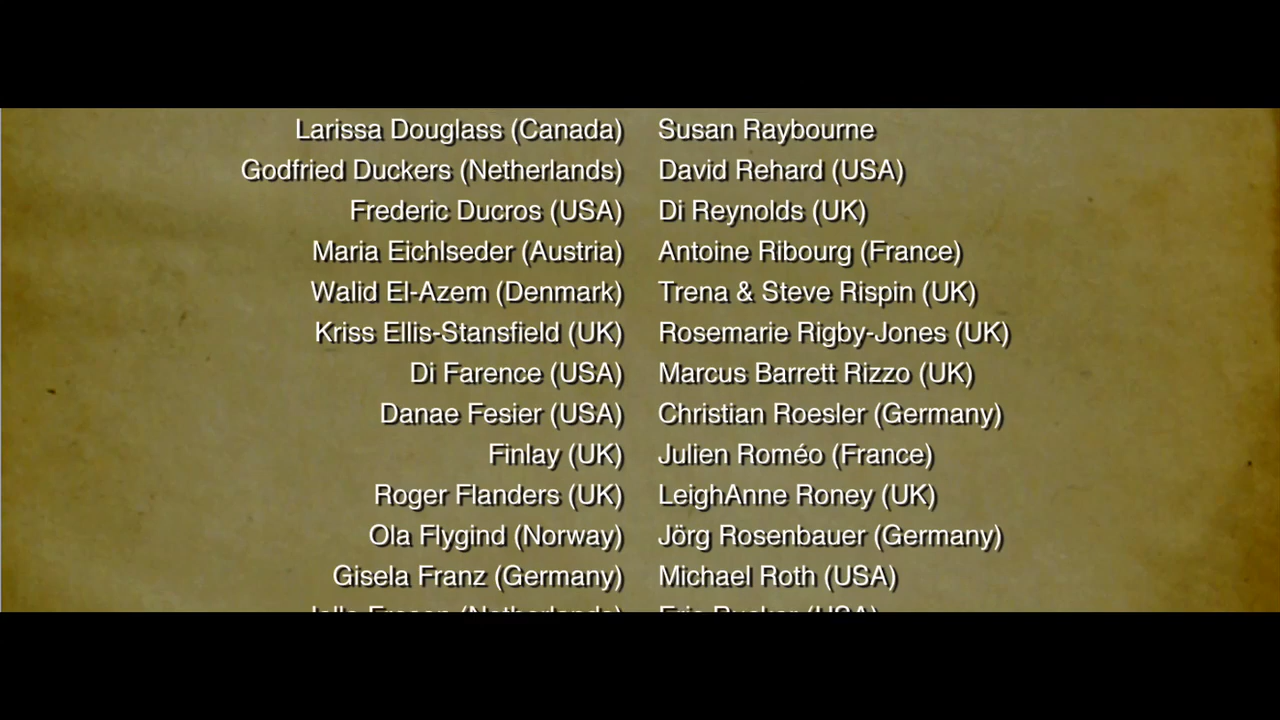 Larissa Douglass (Canada) Susan Raybourne
Godfried Duckers (Netherlands) David Rehard (USA)
Frederic Ducros (USA) Di Reynolds (UK)
Maria Eichlseder (Austria) Antoine Ribourg (France)
Walid El-Azem (Denmark) Trena & Steve Rispin (UK)
Kriss Ellis-Stansfield (UK) Rosemarie Rigby-Jones (UK)
Di Farence (USA) Marcus Barrett Rizzo (UK)
Danae Fesier (USA) Christian Roesler (Germany)
Finlay (UK) Julien Roméo (France)
Roger Flanders (UK) LeighAnne Roney (UK)
Ola Flygind (Norway) Jörg Rosenbauer (Germany)
Gisela Franz (Germany) Michael Roth (USA)
(Netherlands) (USA)